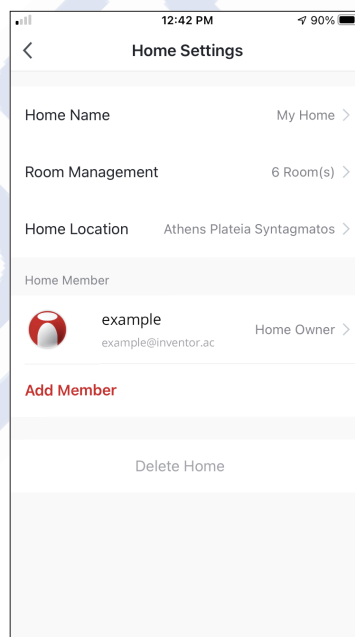 12:42 PM 90%
Home Settings
Home Name My Home
Room Management 6 Room(s)
Home Location Athens Plateia Syntagmatos
Home Member
example
example@inventor.ac Home Owner
Add Member
Delete Home